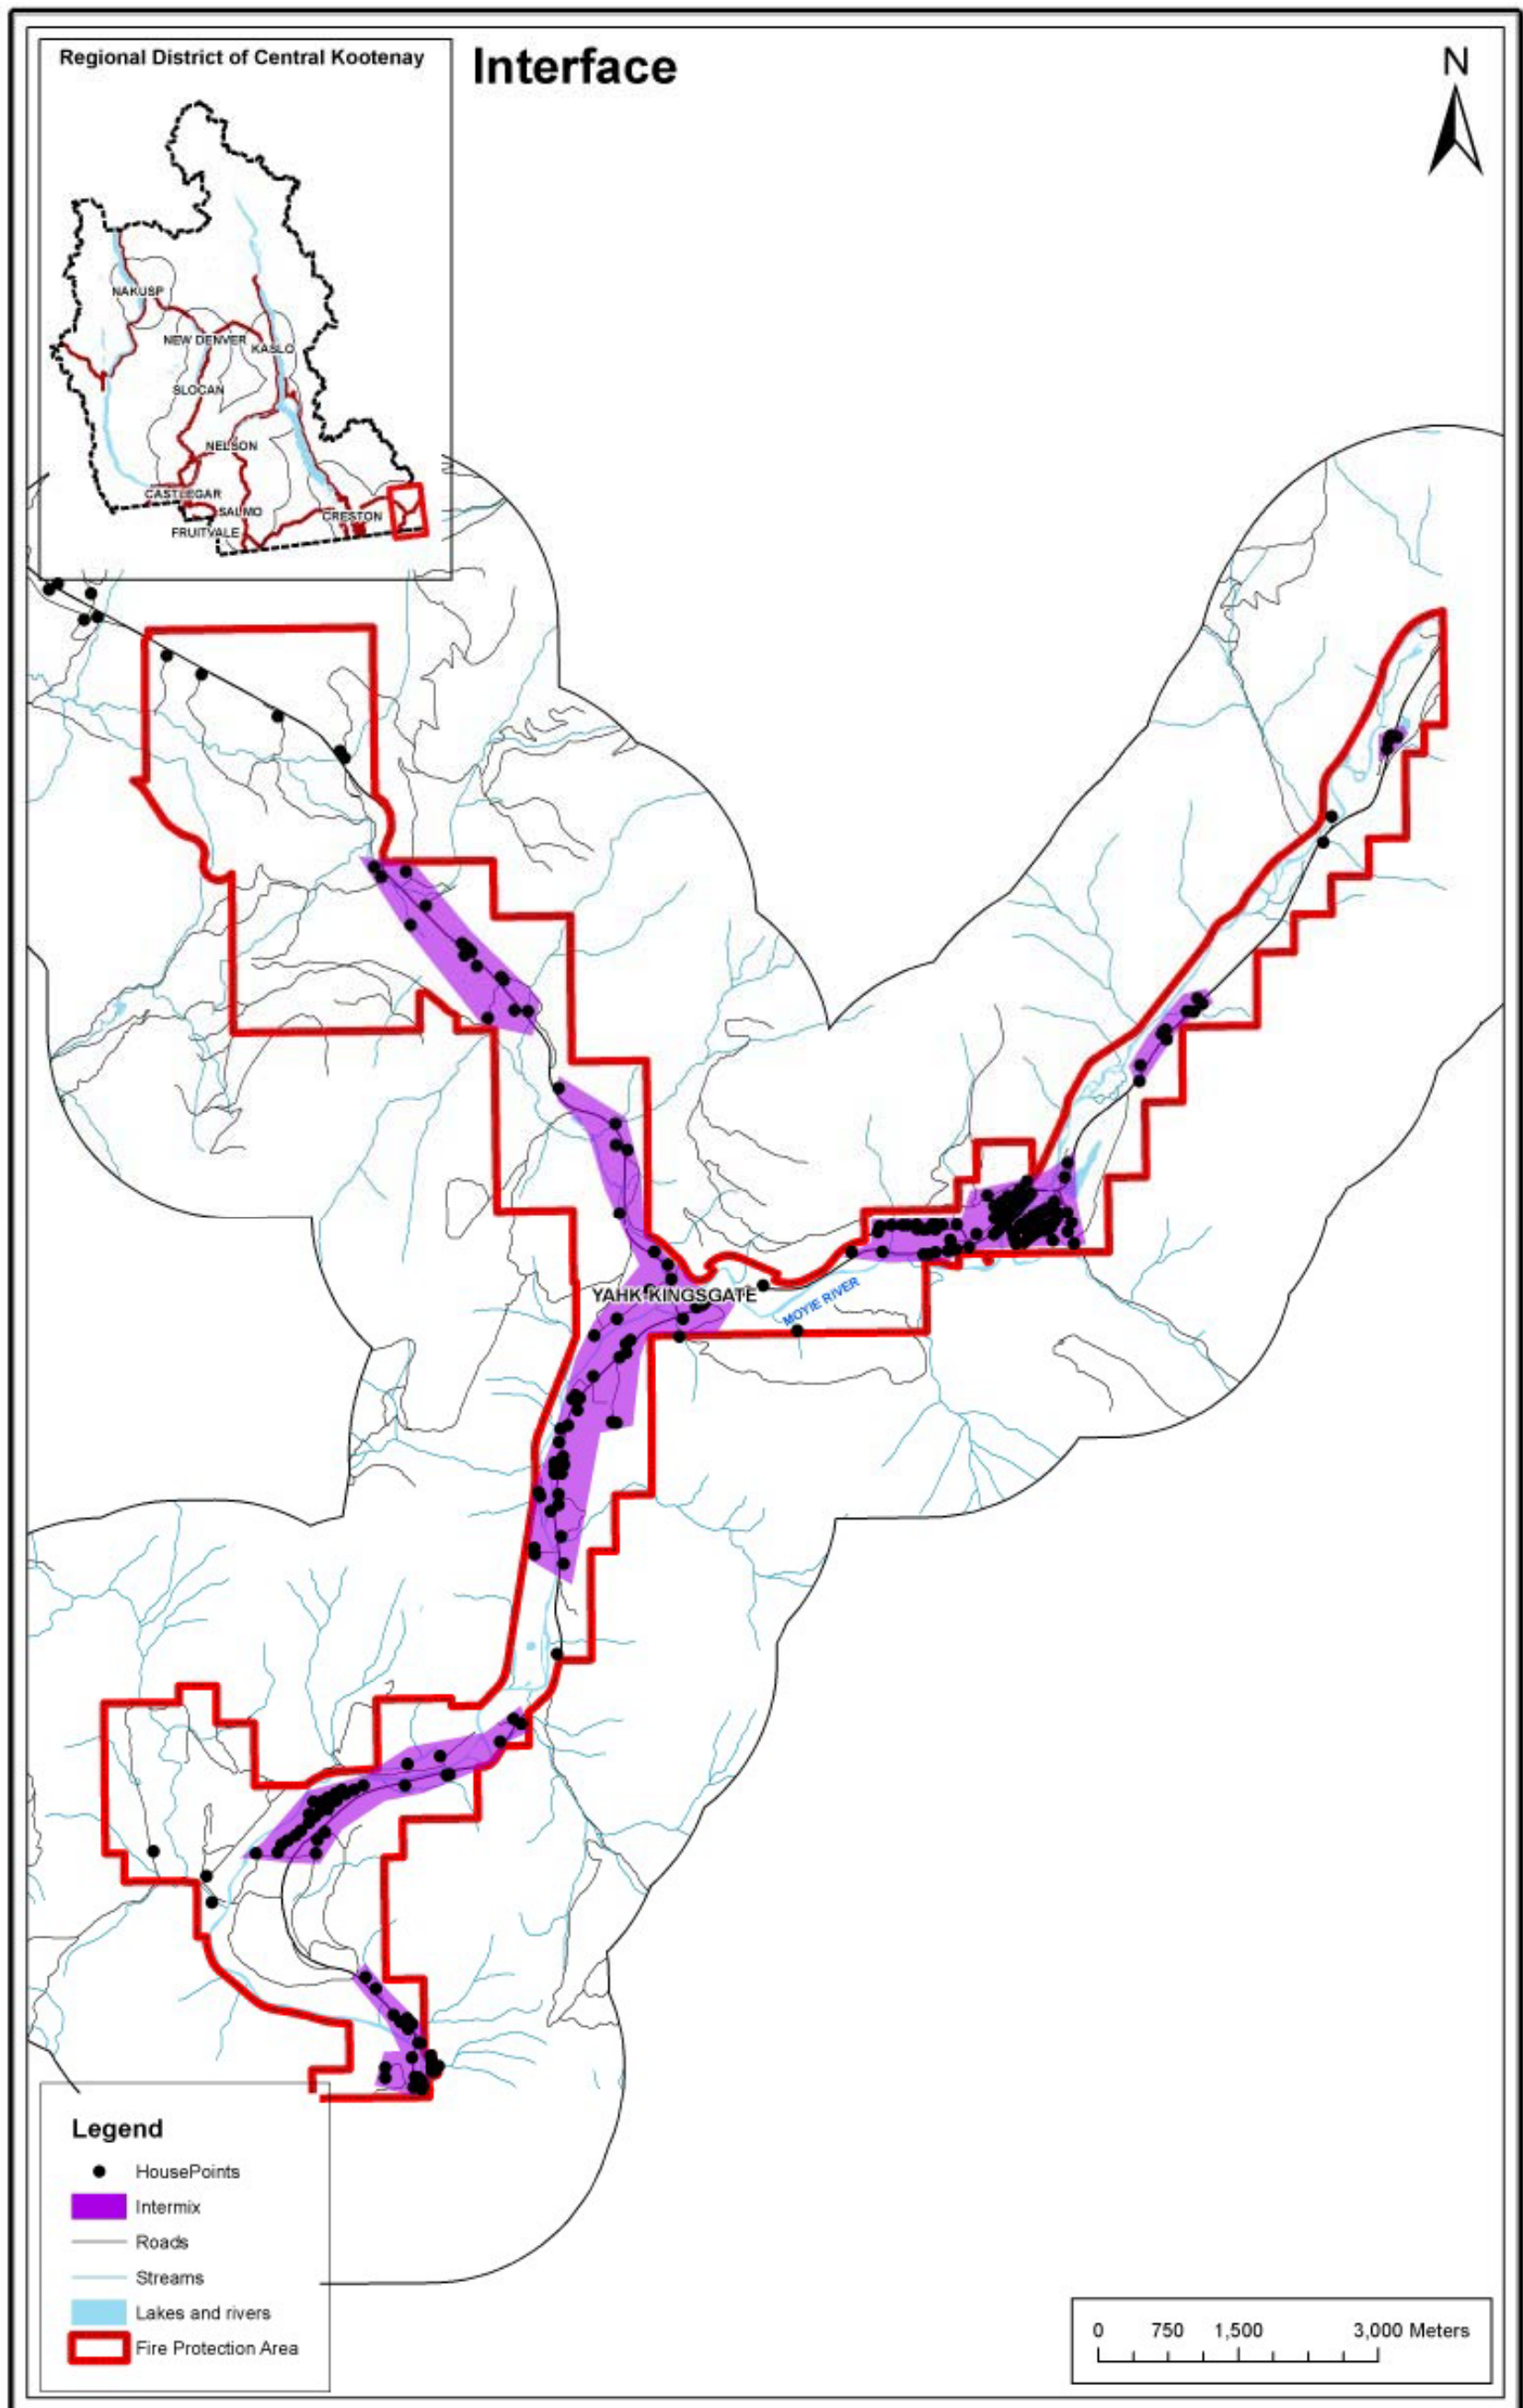 Regional District of Central Kootenay
Interface
N
NAKUSP
NEW DENVER
KASLO
SLOCAN
NELSON
CASTLEGAR
SALMO
CRESTON
FRUITVALE
YAHK-KINGSGATE
MOYIE RIVER
Legend
HousePoints
Intermix
Roads
Streams
Lakes and rivers
Fire Protection Area
0 750 1,500 3,000 Meters